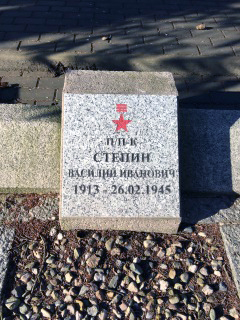 П/П-К
СТЕПИН
ВАСИЛИЙ ИВАНОВИЧ
1913 - 26.02.1945